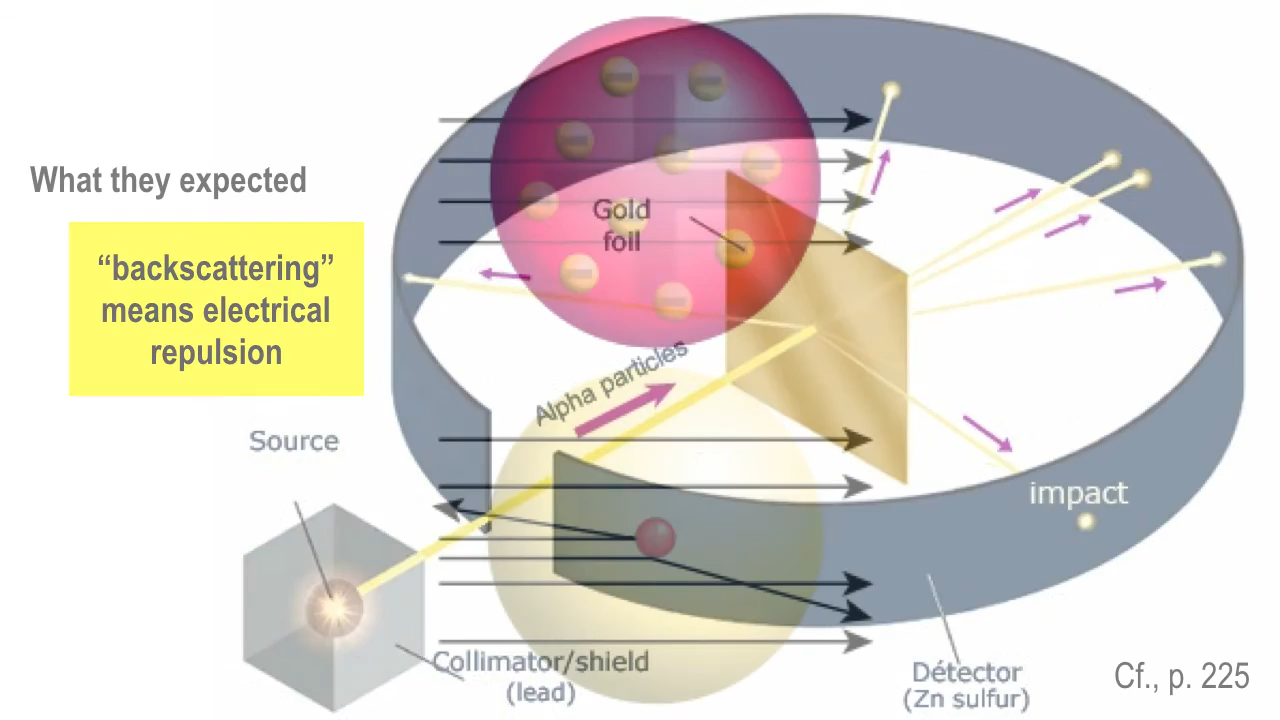 What they expected
“backscattering”
means electrical
repulsion
Gold
foil
Alpha particles
Source
impact
Collimator/shield
(lead)
Détector
(Zn sulfur)
Cf., p. 225